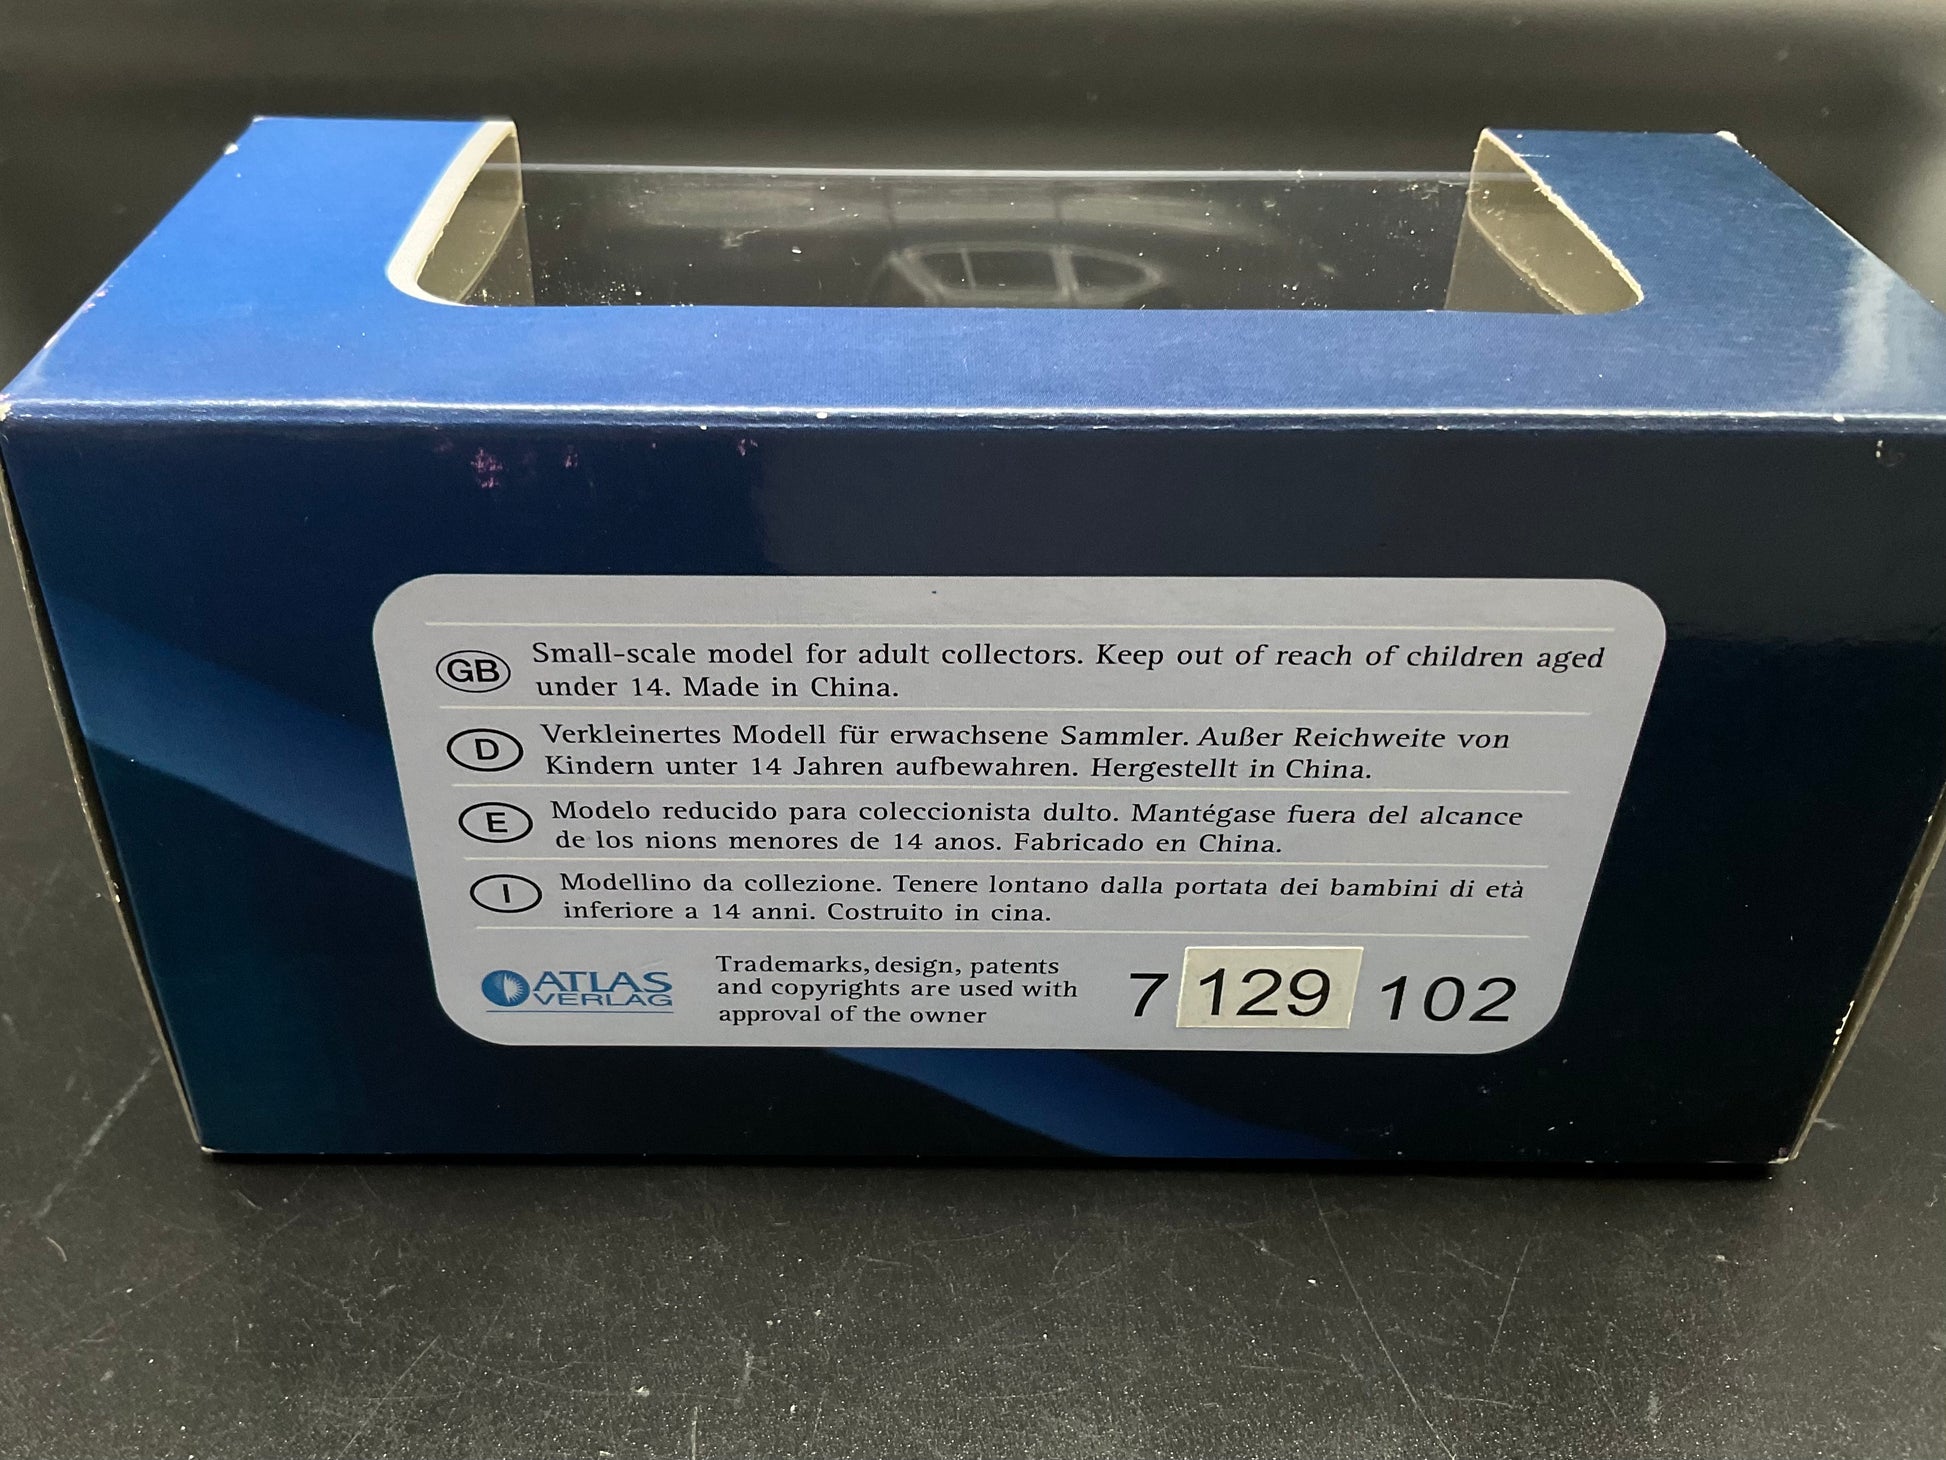 GB Small-scale model for adult collectors. Keep out of reach of children aged
under 14. Made in China.
D Verkleinertes Modell für erwachsene Sammler. Außer Reichweite von
Kindern unter 14 Jahren aufbewahren. Hergestellt in China.
E Modelo reducido para coleccionista dulto. Mantégase fuera del alcance
de los nions menores de 14 anos. Fabricado en China.
I Modellino da collezione. Tenere lontano dalla portata dei bambini di età
inferiore a 14 anni. Costruito in cina.
ATLAS
VERLAG
Trademarks, design, patents
and copyrights are used with
approval of the owner
7 129 102